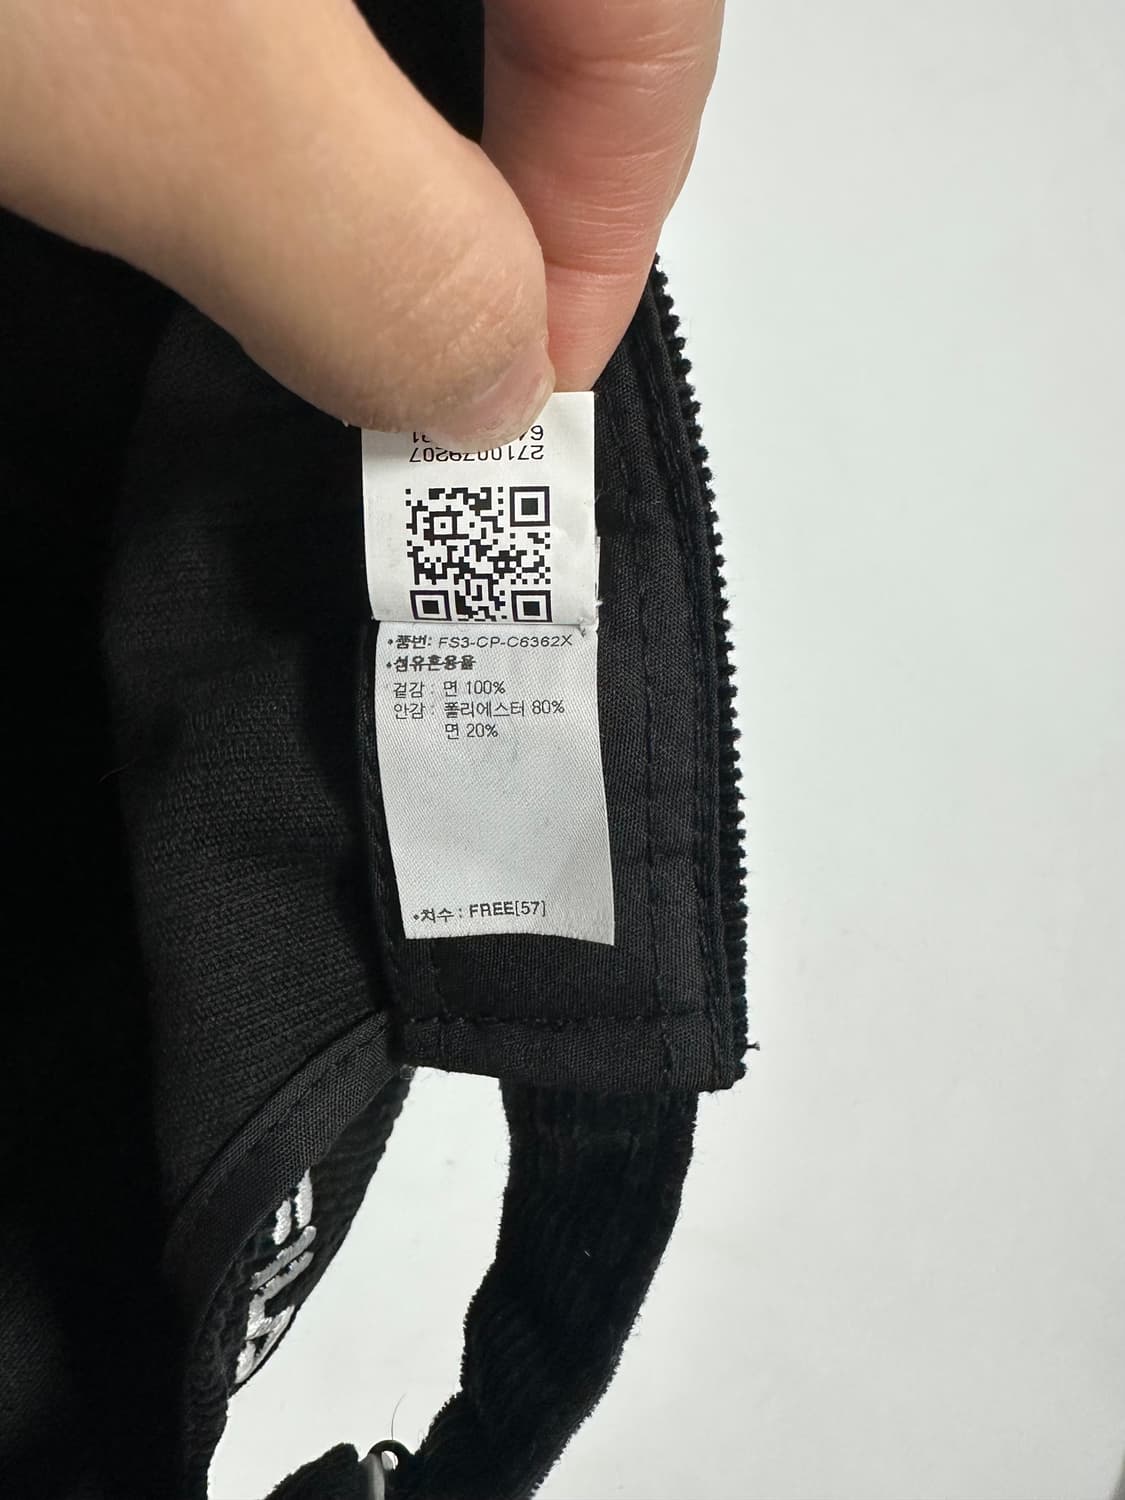 2710079207
•품번: FS3-CP-C6362X
•섬유혼용율
겉감 : 면 100%
안감 : 폴리에스터 80%
면 20%
•치수 : FREE[57]
FILA